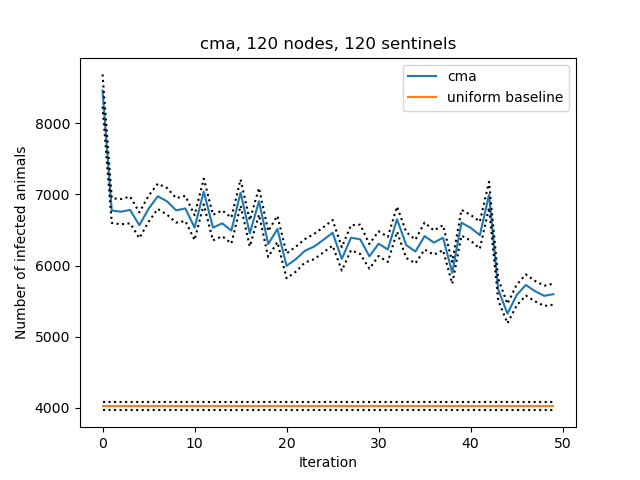 cma, 120 nodes, 120 sentinels
cma
uniform baseline
Number of infected animals
8000
7000
6000
5000
4000
0 10 20 30 40 50
Iteration